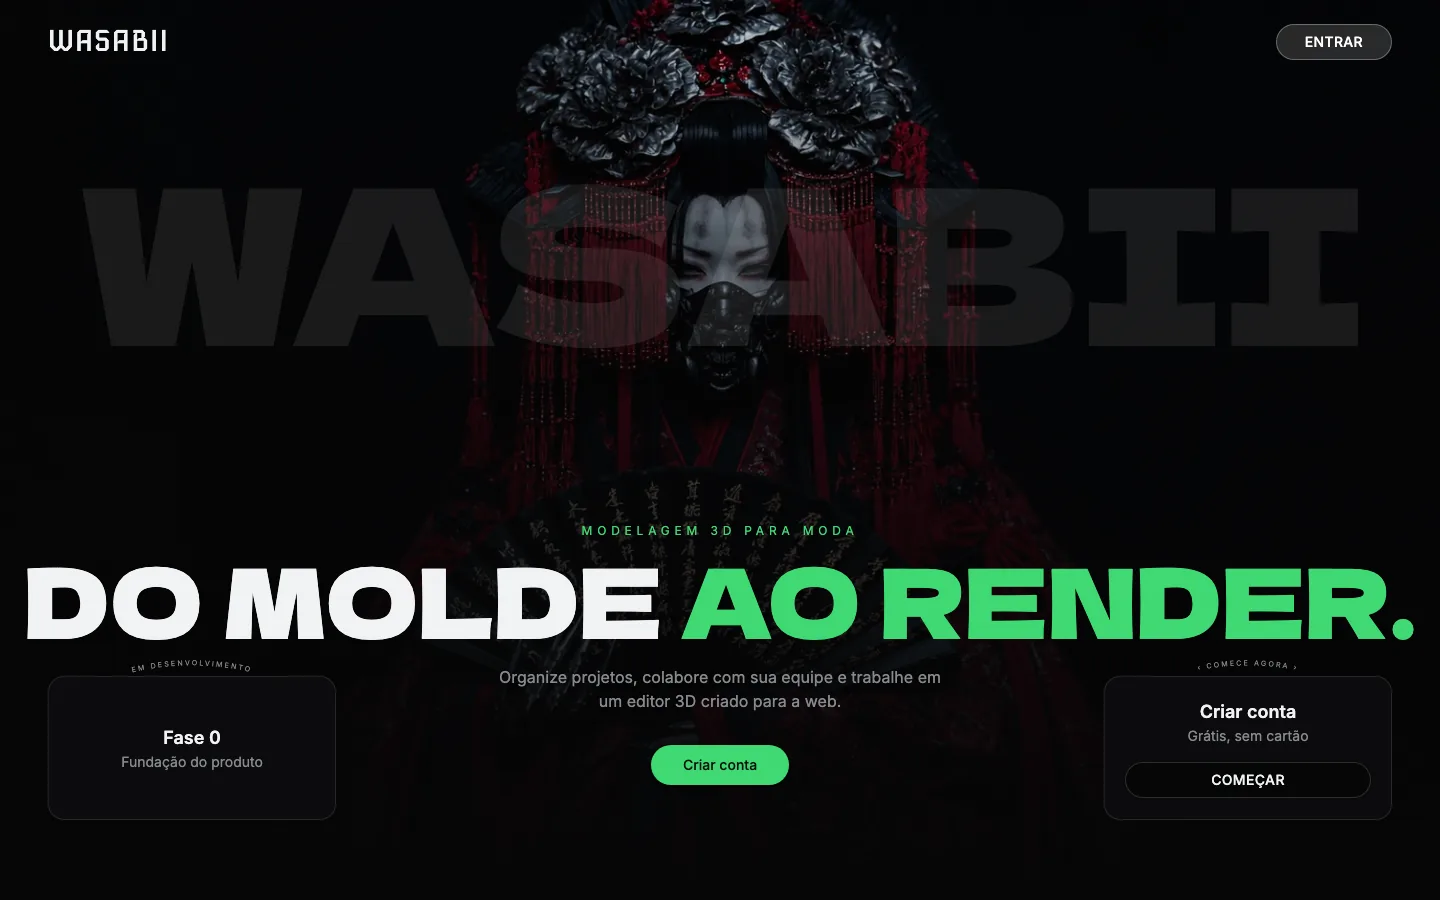 WASABII
ENTRAR
WASABII
MODELAGEM 3D PARA MODA
DO MOLDE AO RENDER.
EM DESENVOLVIMENTO
Fase 0
Fundação do produto
Organize projetos, colabore com sua equipe e trabalhe em
um editor 3D criado para a web.
Criar conta
‹ COMECE AGORA ›
Criar conta
Grátis, sem cartão
COMEÇAR